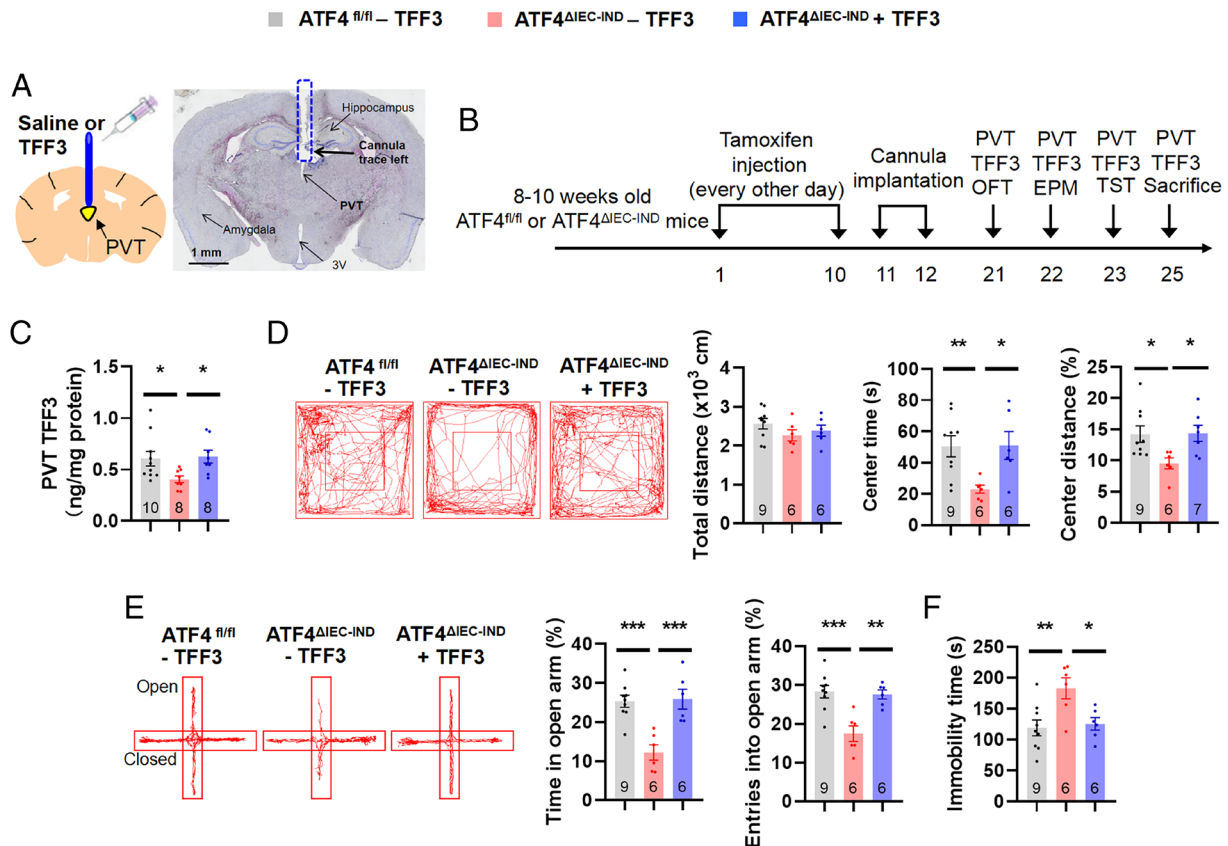 ATF4 fl/fl – TFF3 ATF4ΔIEC-IND – TFF3 ATF4ΔIEC-IND + TFF3
A
Saline or
TFF3
PVT
Hippocampus
Cannula
trace left
PVT
Amygdala
1 mm
3V
B
8-10 weeks old
ATF4fl/fl or ATF4ΔIEC-IND mice
Tamoxifen
injection
(every other day)
Cannula
implantation
PVT
TFF3
OFT
PVT
TFF3
EPM
PVT
TFF3
TST
PVT
TFF3
Sacrifice
1 10 11 12 21 22 23 25
C
PVT TFF3
(ng/mg protein)
1.5
1.0
0.5
0.0
* *
10 8 8
D
ATF4 fl/fl
- TFF3
ATF4ΔIEC-IND
- TFF3
ATF4ΔIEC-IND
+ TFF3
Total distance (x10³ cm)
4
3
2
1
0
9 6 6
Center time (s)
100
80
60
40
20
0
** *
9 6 6
Center distance (%)
25
20
15
10
5
0
* *
9 6 7
E
ATF4 fl/fl
- TFF3
ATF4ΔIEC-IND
- TFF3
ATF4ΔIEC-IND
+ TFF3
Open
Closed
Time in open arm (%)
40
30
20
10
0
*** ***
9 6 6
Entries into open arm (%)
40
30
20
10
0
*** **
9 6 6
F
Immobility time (s)
250
200
150
100
50
0
** *
9 6 6